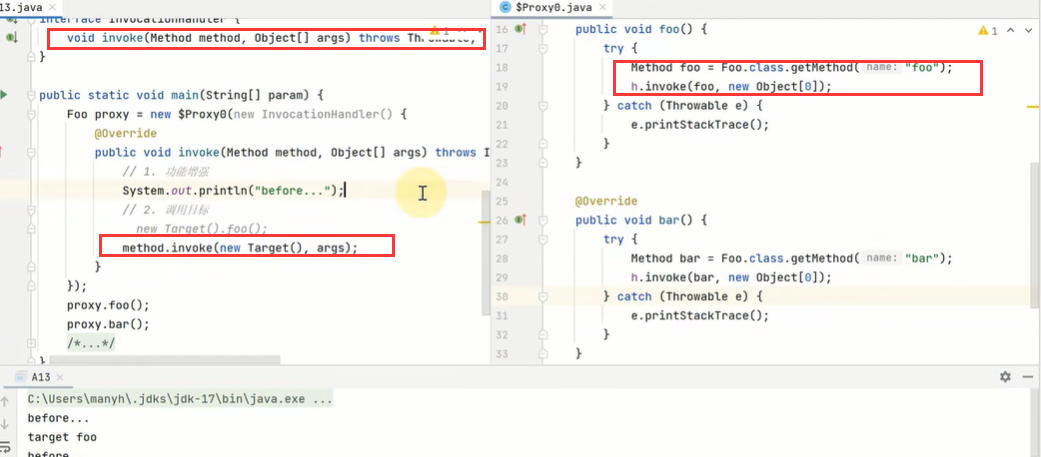 13.java
interface InvocationHandler {
void invoke(Method method, Object[] args) throws Throwable;
1
}
public static void main(String[] param) {
Foo proxy = new $Proxy0(new InvocationHandler() {
@Override
public void invoke(Method method, Object[] args) throws I
// 1. 功能增强
System.out.println("before...");
// 2. 调用目标
new Target().foo();
method.invoke(new Target(), args);
}
});
proxy.foo();
proxy.bar();
/*...*/
}
$Proxy0.java
1
16 public void foo() {
17 try {
18 Method foo = Foo.class.getMethod( name: "foo");
19 h.invoke(foo, new Object[0]);
20 } catch (Throwable e) {
21 e.printStackTrace();
22 }
23 }
24
25 @Override
26 public void bar() {
27 try {
28 Method bar = Foo.class.getMethod( name: "bar");
29 h.invoke(bar, new Object[0]);
30 } catch (Throwable e) {
31 e.printStackTrace();
32 }
33 }
A13
C:\Users\manyh\.jdks\jdk-17\bin\java.exe ...
before...
target foo
before...